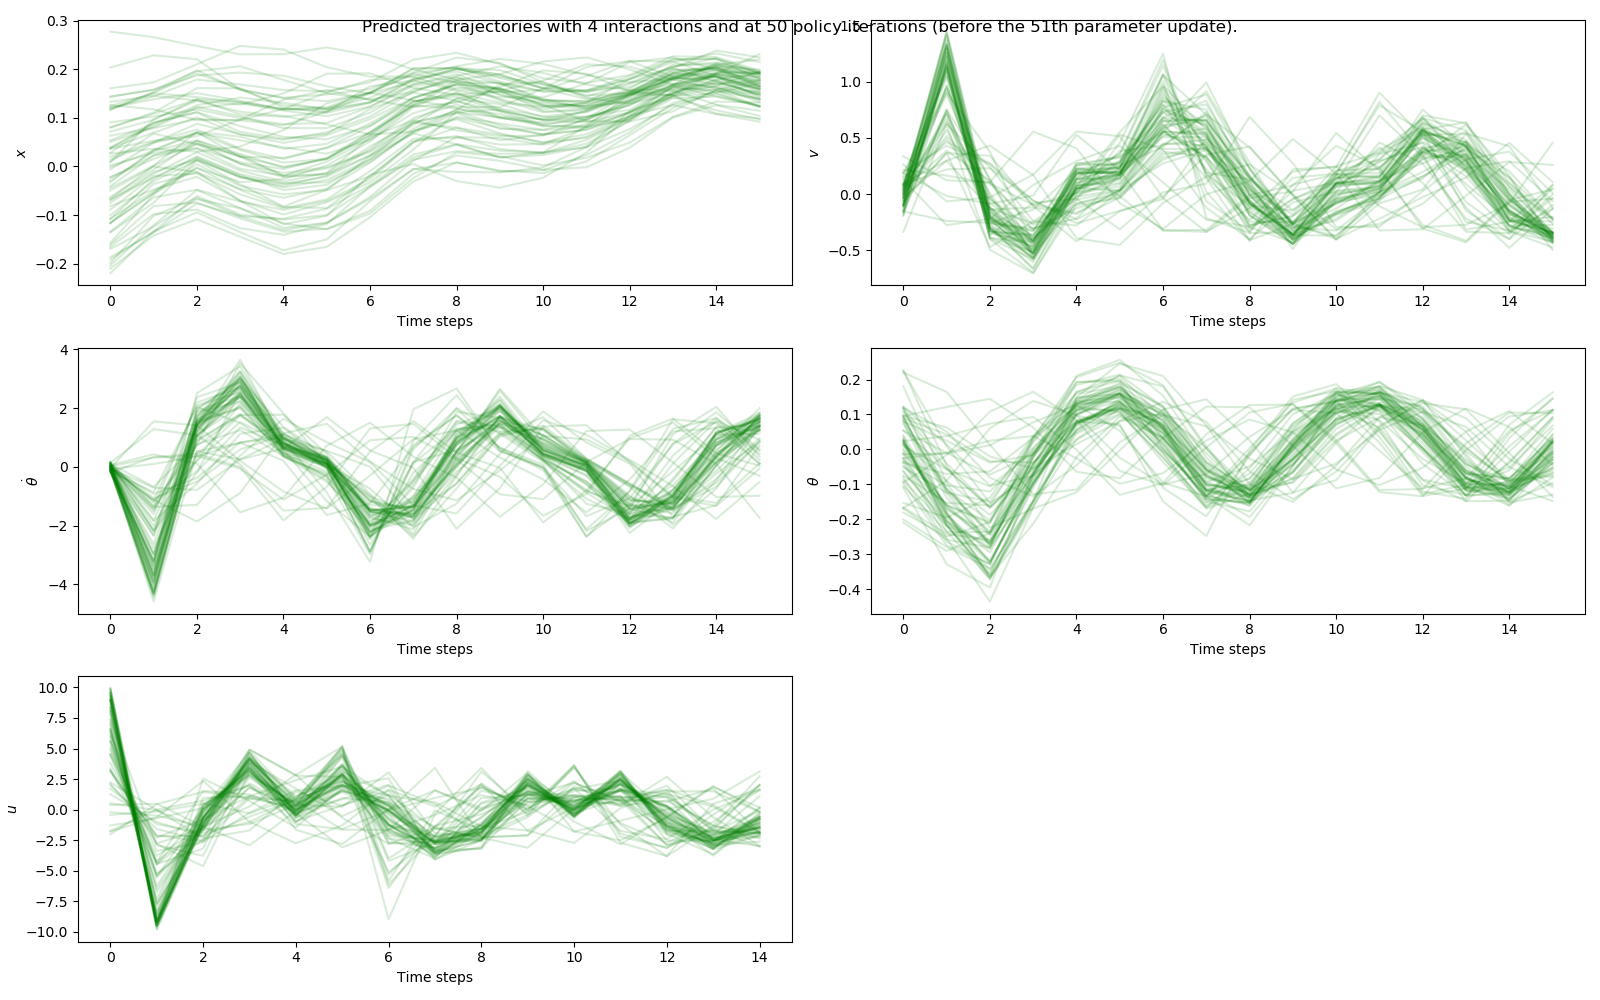 Predicted trajectories with 4 interactions and at 50 policy iterations (before the 51th parameter update).
0.3
0.2
0.1
0.0
−0.1
−0.2
x
0 2 4 6 8 10 12 14
Time steps
1.5
1.0
0.5
0.0
−0.5
v
0 2 4 6 8 10 12 14
Time steps
4
2
0
−2
−4
θ̇
0 2 4 6 8 10 12 14
Time steps
0.2
0.1
0.0
−0.1
−0.2
−0.3
−0.4
θ
0 2 4 6 8 10 12 14
Time steps
10.0
7.5
5.0
2.5
0.0
−2.5
−5.0
−7.5
−10.0
u
0 2 4 6 8 10 12 14
Time steps